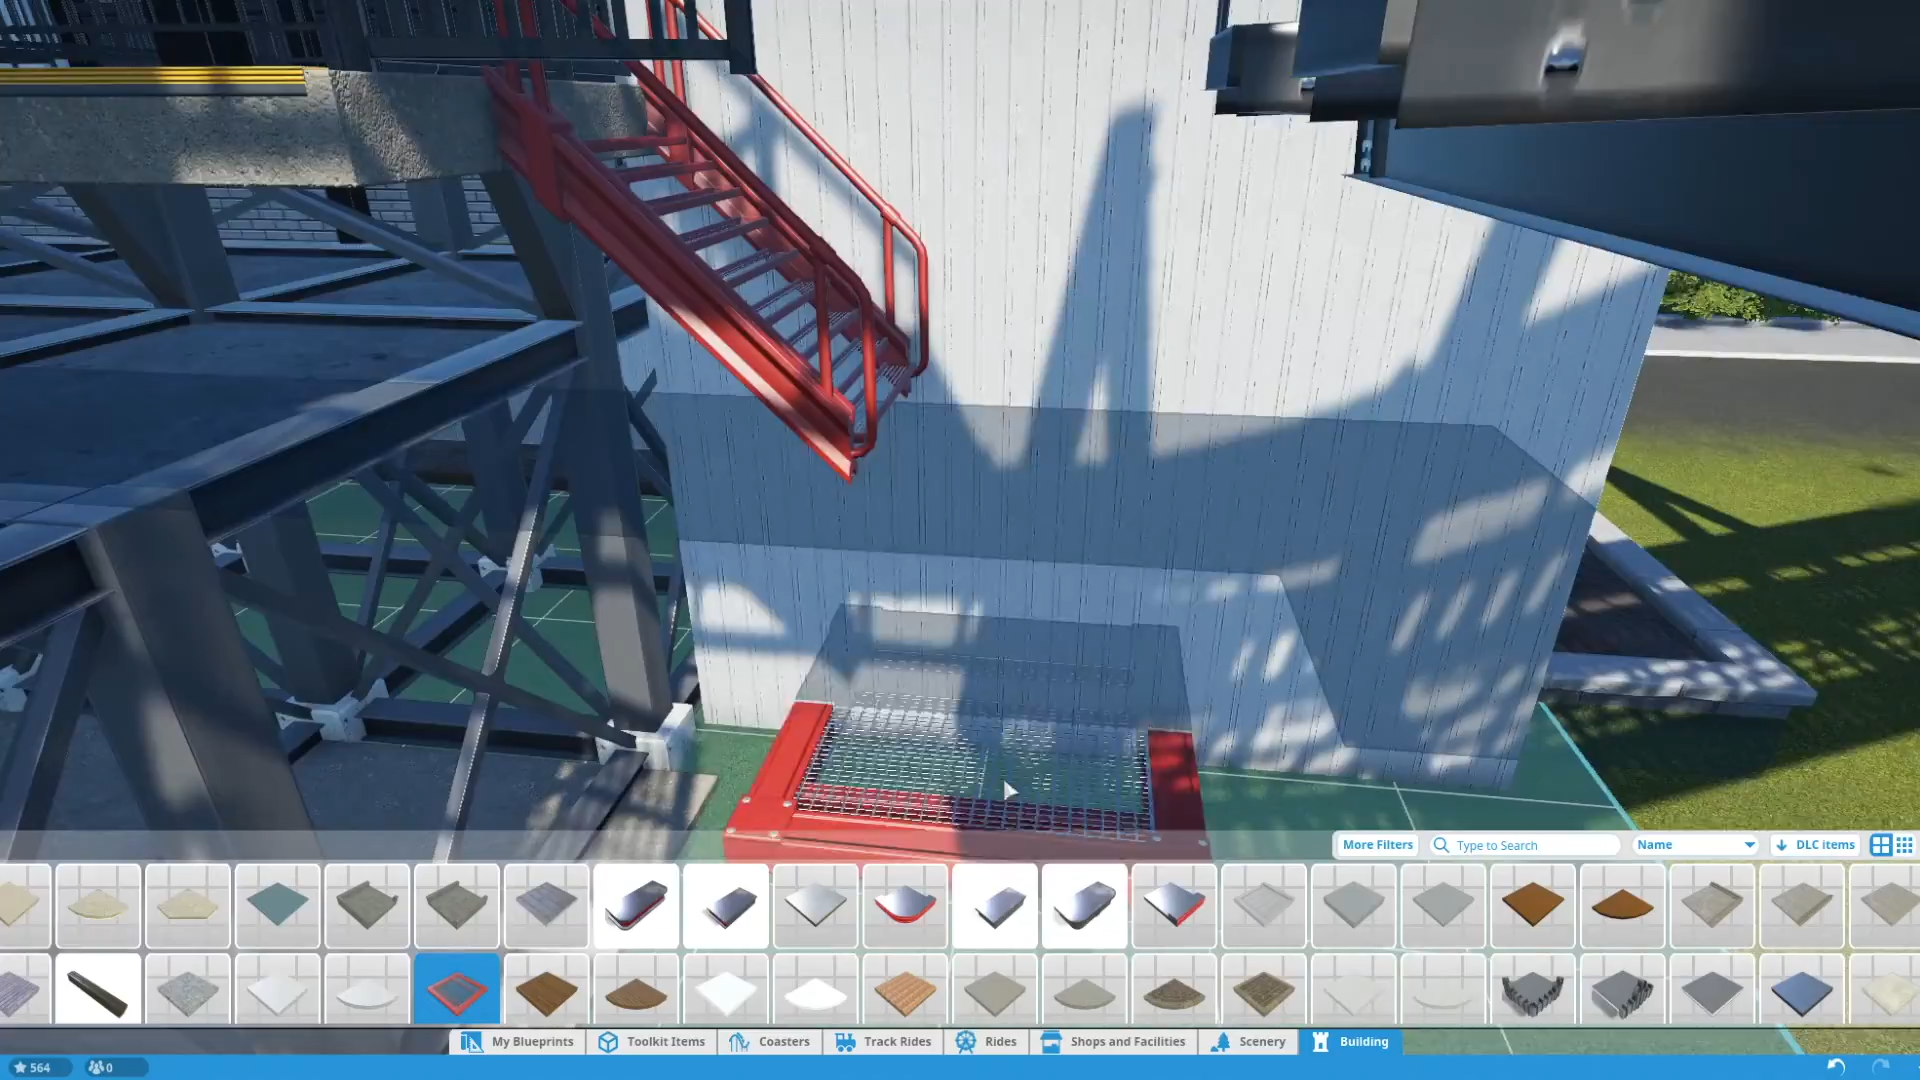 More Filters
Type to Search
Name
DLC items
My Blueprints
Toolkit Items
Coasters
Track Rides
Rides
Shops and Facilities
Scenery
Building
564
0